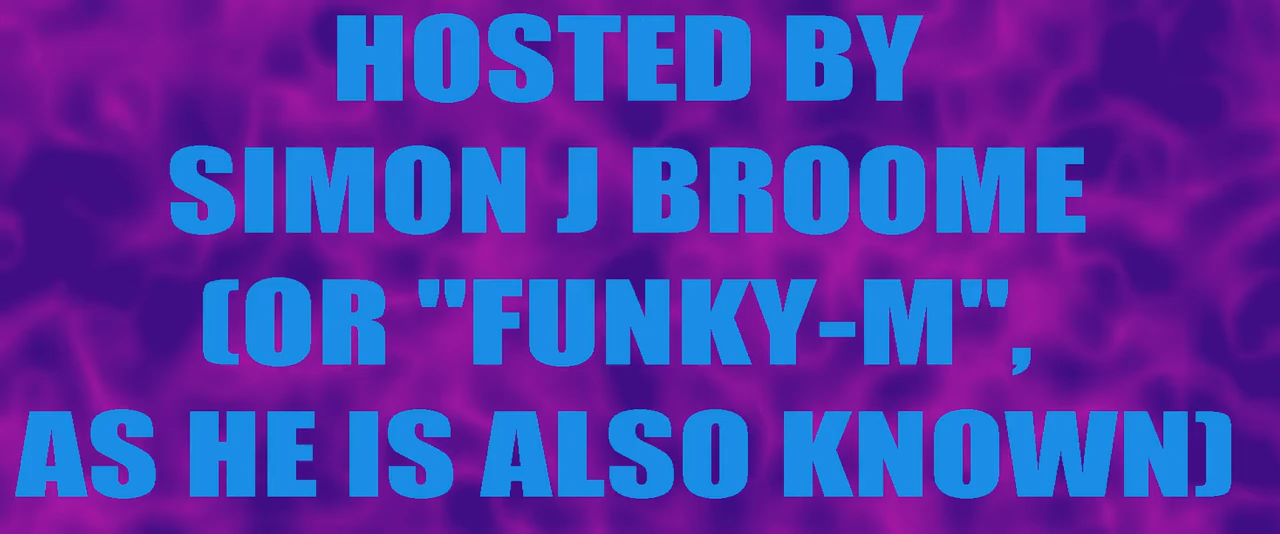 HOSTED BY
SIMON J BROOME
(OR "FUNKY-M",
AS HE IS ALSO KNOWN)